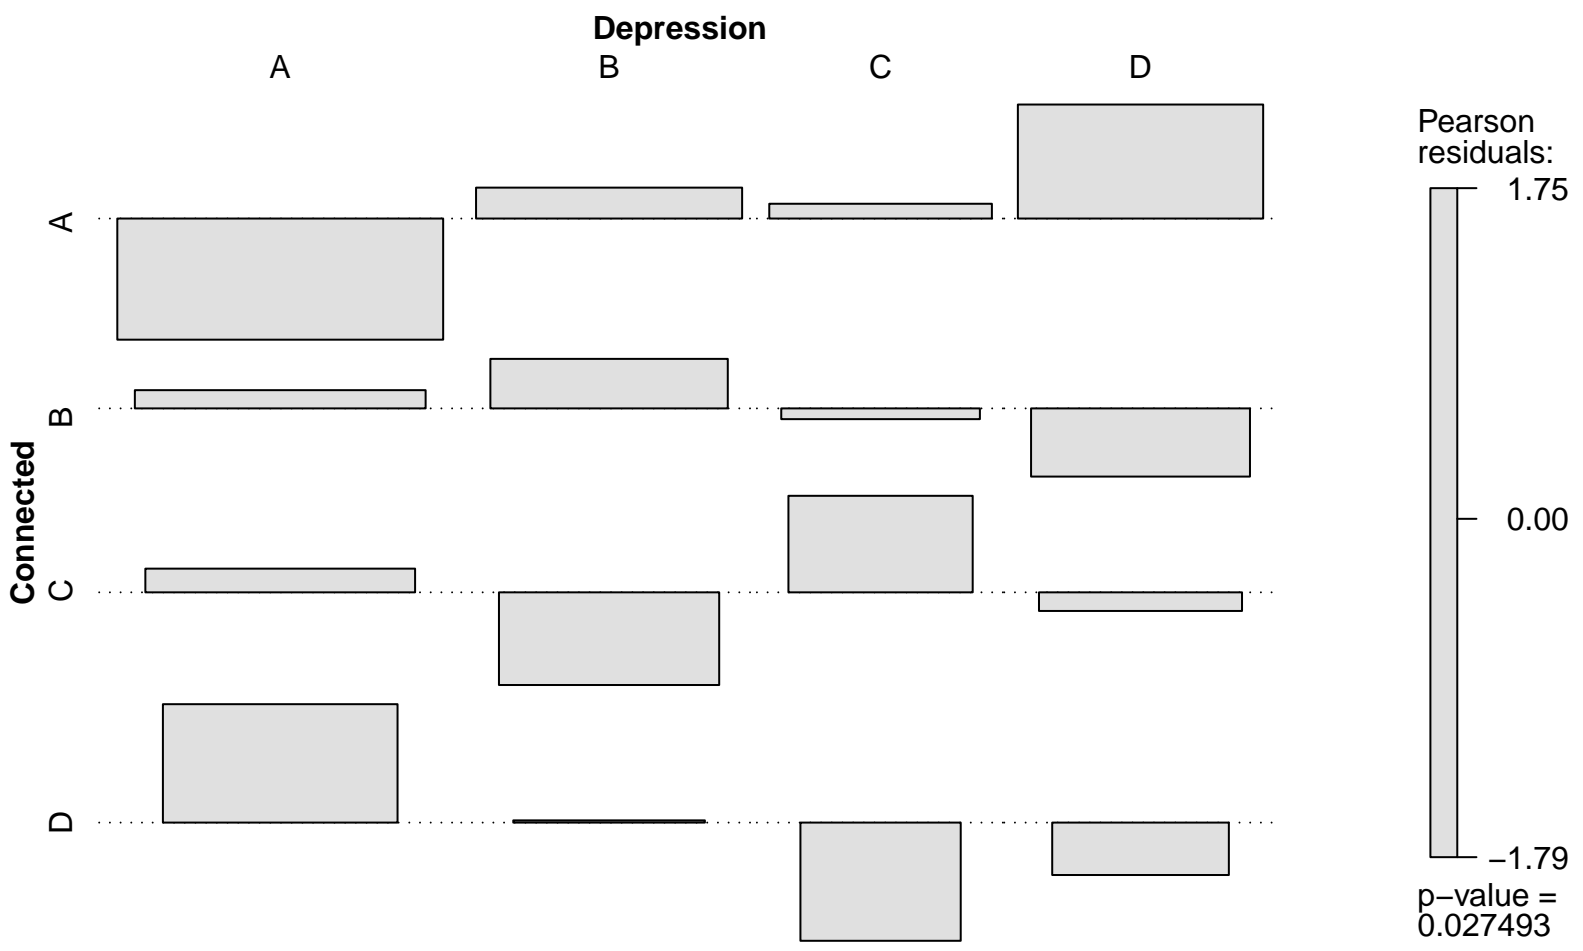 Depression
A B C D
Connected
A
B
C
D
Pearson
residuals:
1.75
0.00
−1.79
p−value =
0.027493